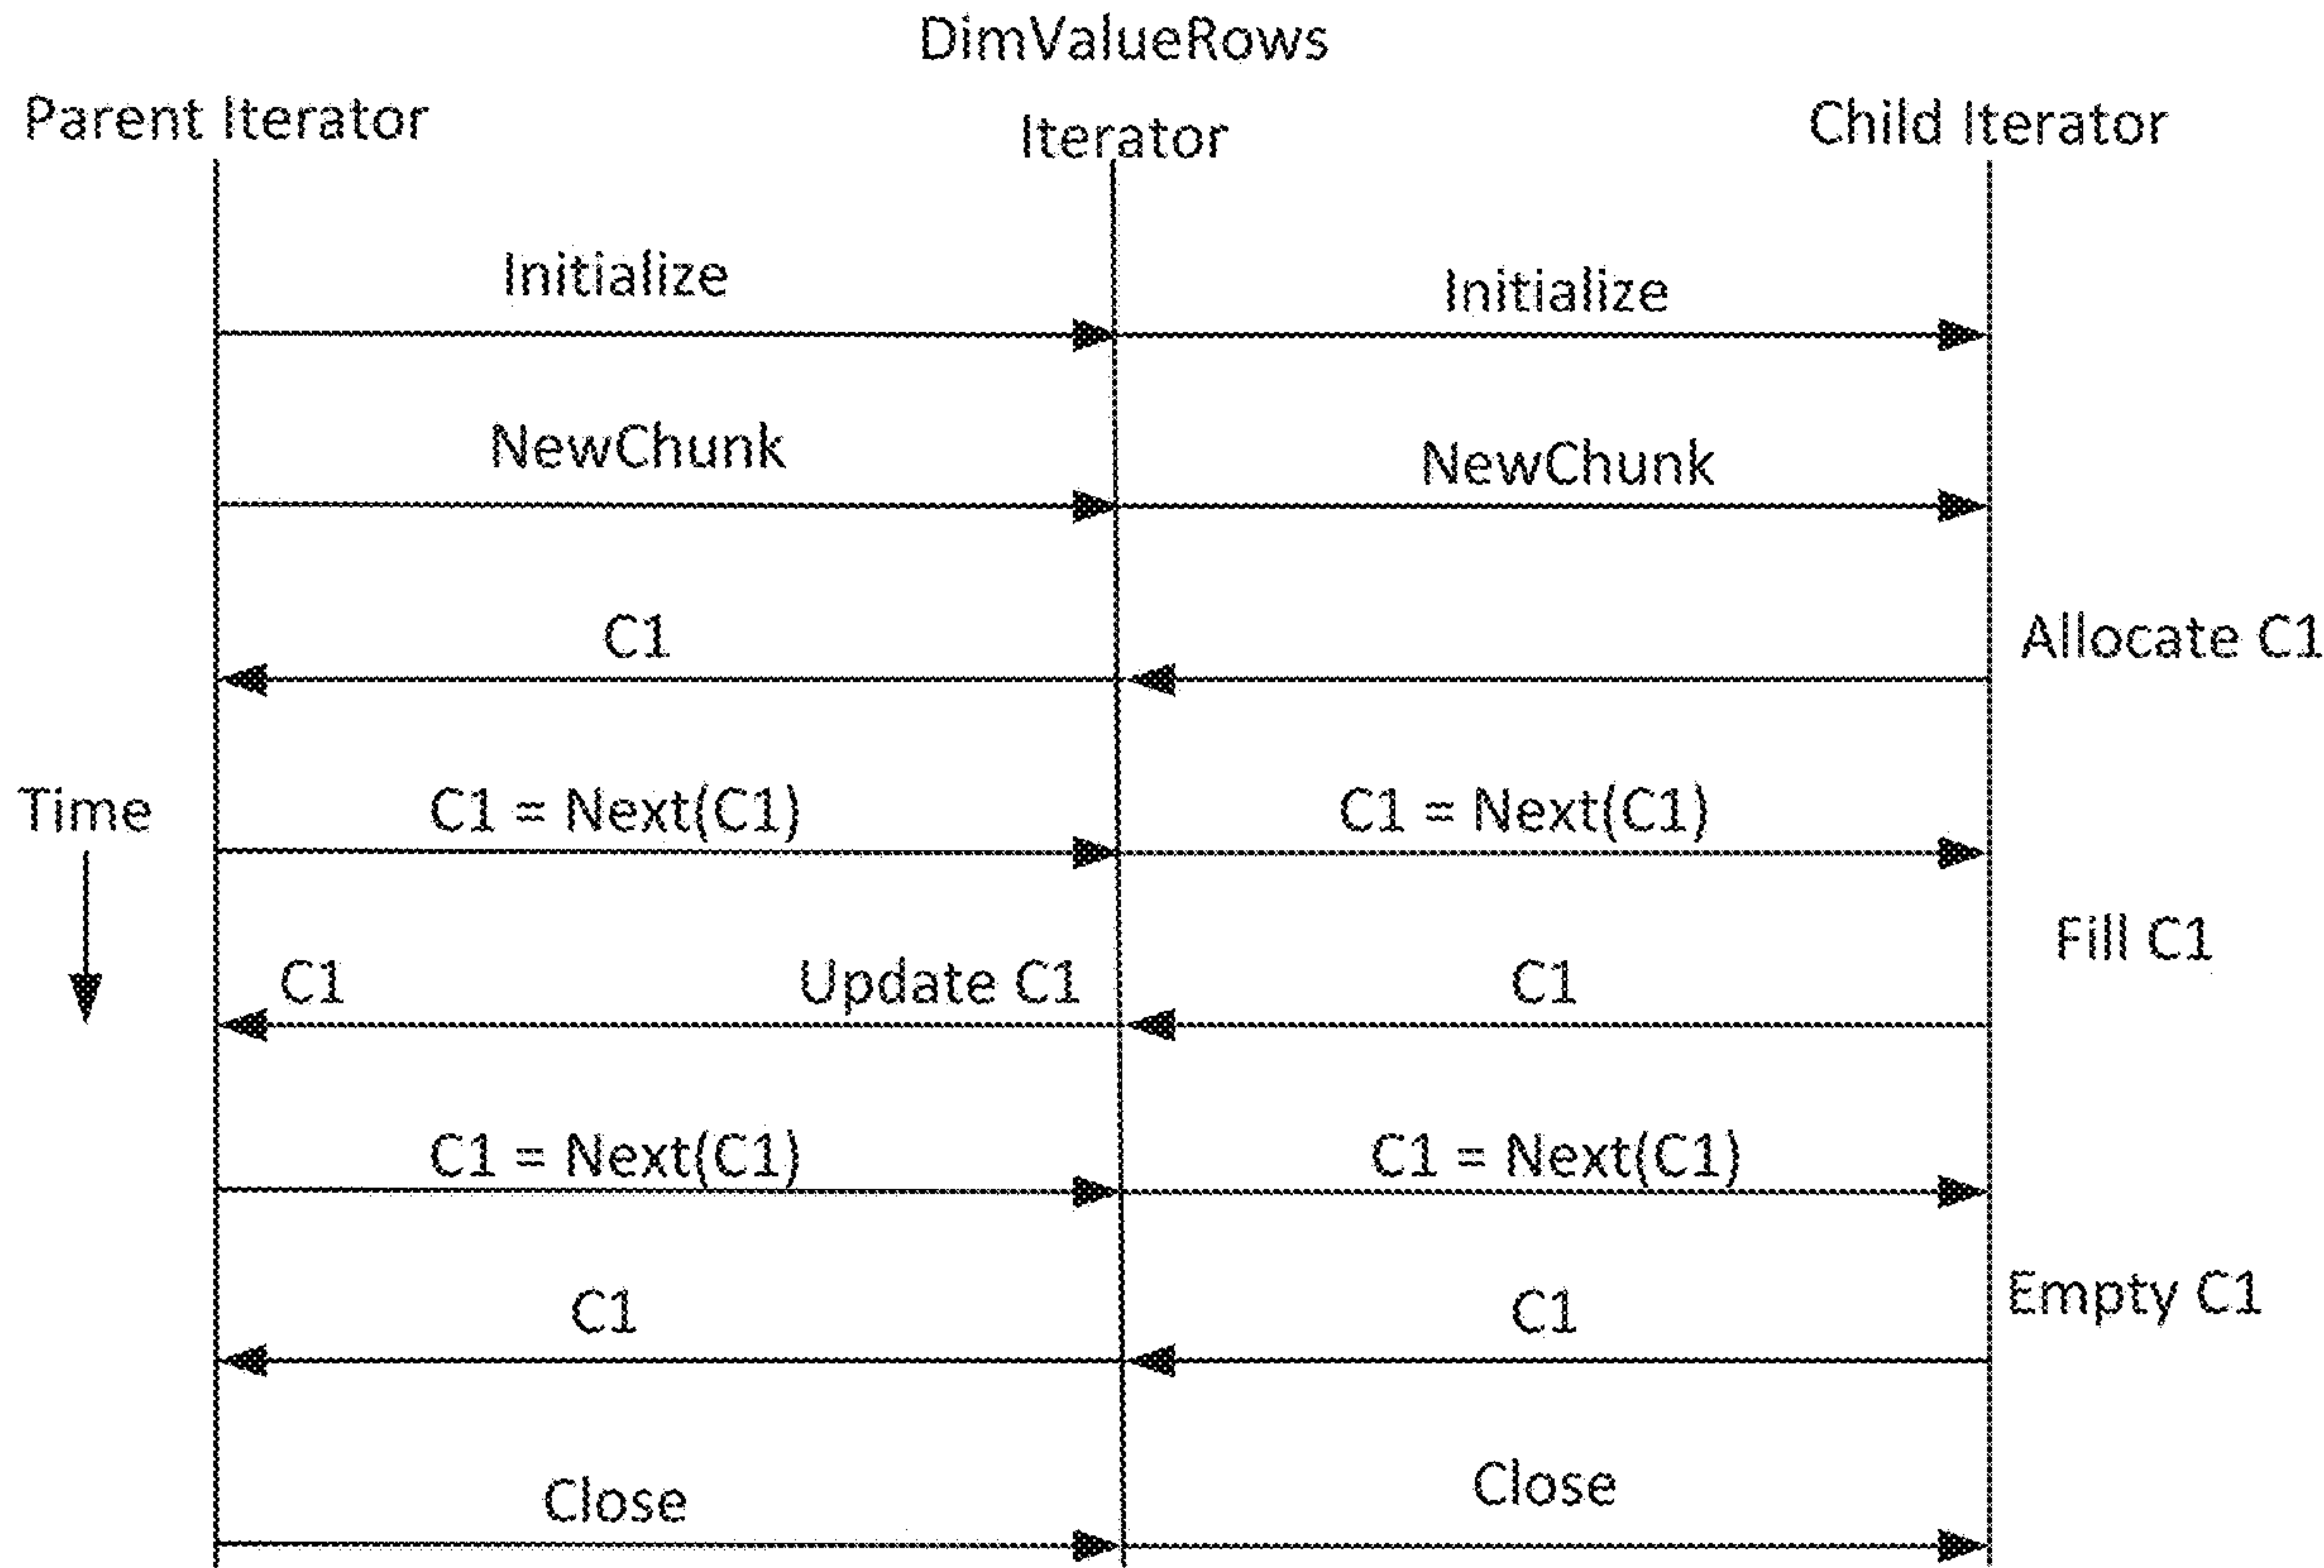 DimValueRows
Parent Iterator
Iterator
Child Iterator
Initialize
Initialize
NewChunk
NewChunk
C1
Allocate C1
Time
C1 = Next(C1)
C1 = Next(C1)
Fill C1
C1
Update C1
C1
C1 = Next(C1)
C1 = Next(C1)
Empty C1
C1
C1
Close
Close